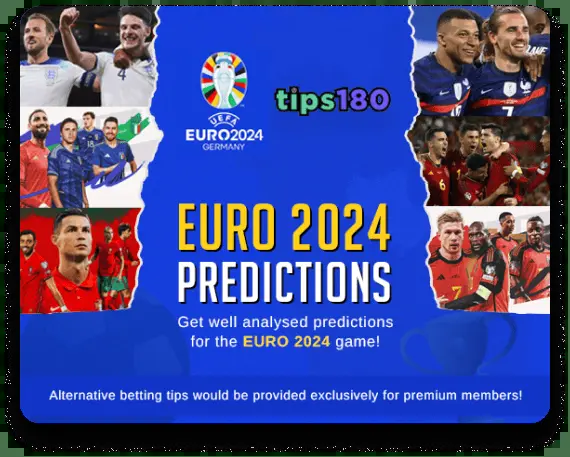 tips180
UEFA
EURO2024
GERMANY
EURO 2024
PREDICTIONS
Get well analysed predictions
for the EURO 2024 game!
Alternative betting tips would be provided exclusively for premium members!